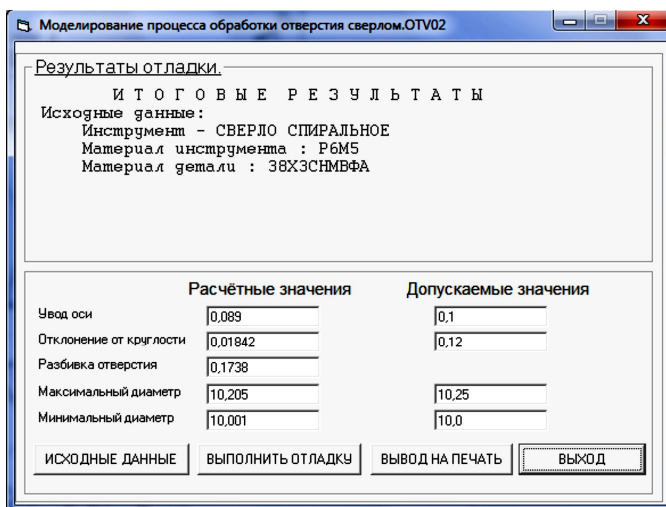 Моделирование процесса обработки отверстия сверлом.OTV02
Результаты отладки.
И Т О Г О В Ы Е Р Е З У Л Ь Т А Т Ы
Исходные данные:
Инструмент - СВЕРЛО СПИРАЛЬНОЕ
Материал инструмента : Р6М5
Материал детали : 38Х3СНМВФА
Расчётные значения Допускаемые значения
Увод оси 0,089 0,1
Отклонение от круглости 0,01842 0,12
Разбивка отверстия 0,1738
Максимальный диаметр 10,205 10,25
Минимальный диаметр 10,001 10,0
ИСХОДНЫЕ ДАННЫЕ ВЫПОЛНИТЬ ОТЛАДКУ ВЫВОД НА ПЕЧАТЬ ВЫХОД